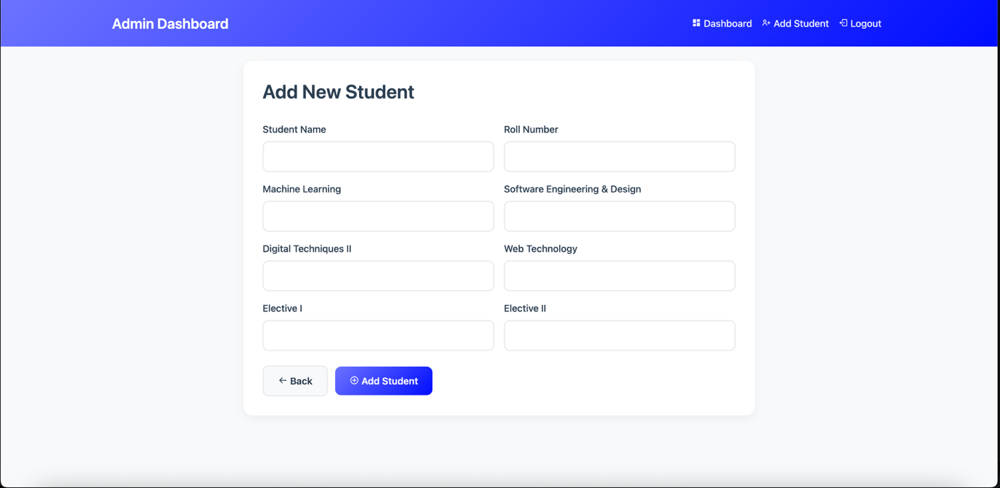 Admin Dashboard
Dashboard Add Student Logout
Add New Student
Student Name Roll Number
Machine Learning Software Engineering & Design
Digital Techniques II Web Technology
Elective I Elective II
Back Add Student